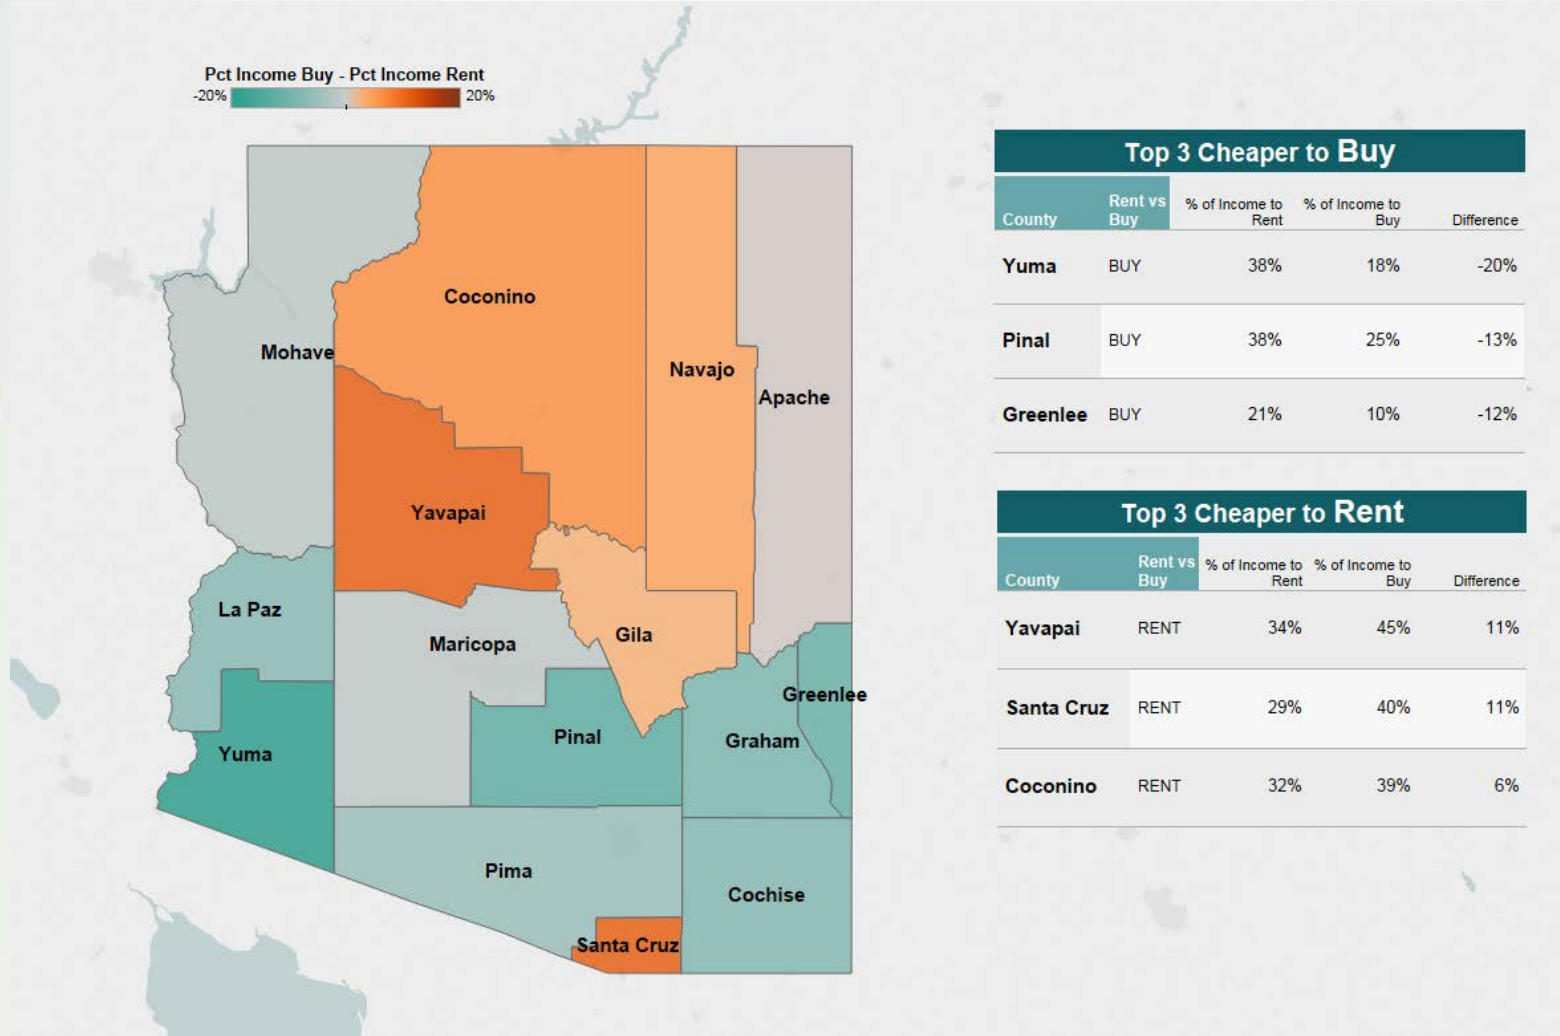 Pct Income Buy - Pct Income Rent
-20% 20%
Coconino
Mohave
Navajo
Apache
Yavapai
La Paz
Gila
Maricopa
Greenlee
Pinal
Graham
Yuma
Pima
Cochise
Santa Cruz
Top 3 Cheaper to Buy
County Rent vs Buy % of Income to Rent % of Income to Buy Difference
Yuma BUY 38% 18% -20%
Pinal BUY 38% 25% -13%
Greenlee BUY 21% 10% -12%
Top 3 Cheaper to Rent
County Rent vs Buy % of Income to Rent % of Income to Buy Difference
Yavapai RENT 34% 45% 11%
Santa Cruz RENT 29% 40% 11%
Coconino RENT 32% 39% 6%